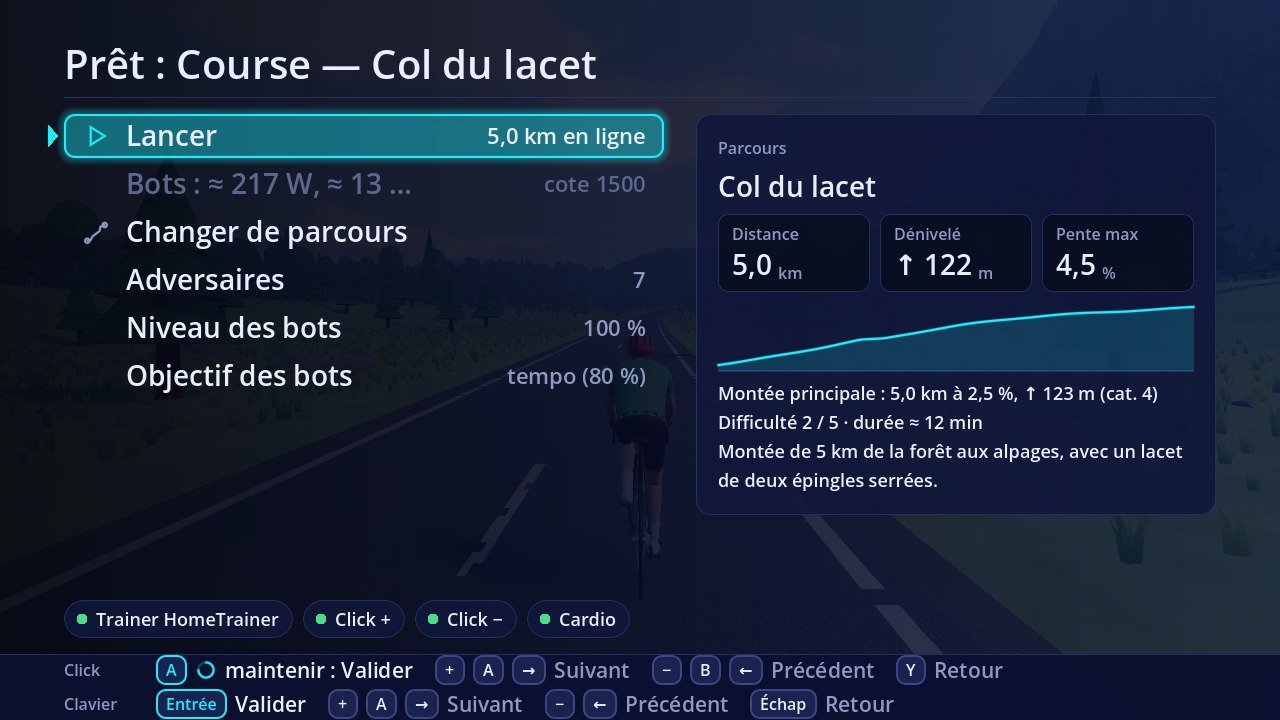 Prêt : Course — Col du lacet
Lancer 5,0 km en ligne
Bots : ≈ 217 W, ≈ 13 ... cote 1500
Changer de parcours
Adversaires 7
Niveau des bots 100 %
Objectif des bots tempo (80 %)
Parcours
Col du lacet
Distance Dénivelé Pente max
5,0 km ↑ 122 m 4,5 %
Montée principale : 5,0 km à 2,5 %, ↑ 123 m (cat. 4)
Difficulté 2 / 5 · durée ≈ 12 min
Montée de 5 km de la forêt aux alpages, avec un lacet
de deux épingles serrées.
Trainer HomeTrainer Click + Click − Cardio
Click A maintenir : Valider + A → Suivant − B ← Précédent Y Retour
Clavier Entrée Valider + A → Suivant − ← Précédent Échap Retour